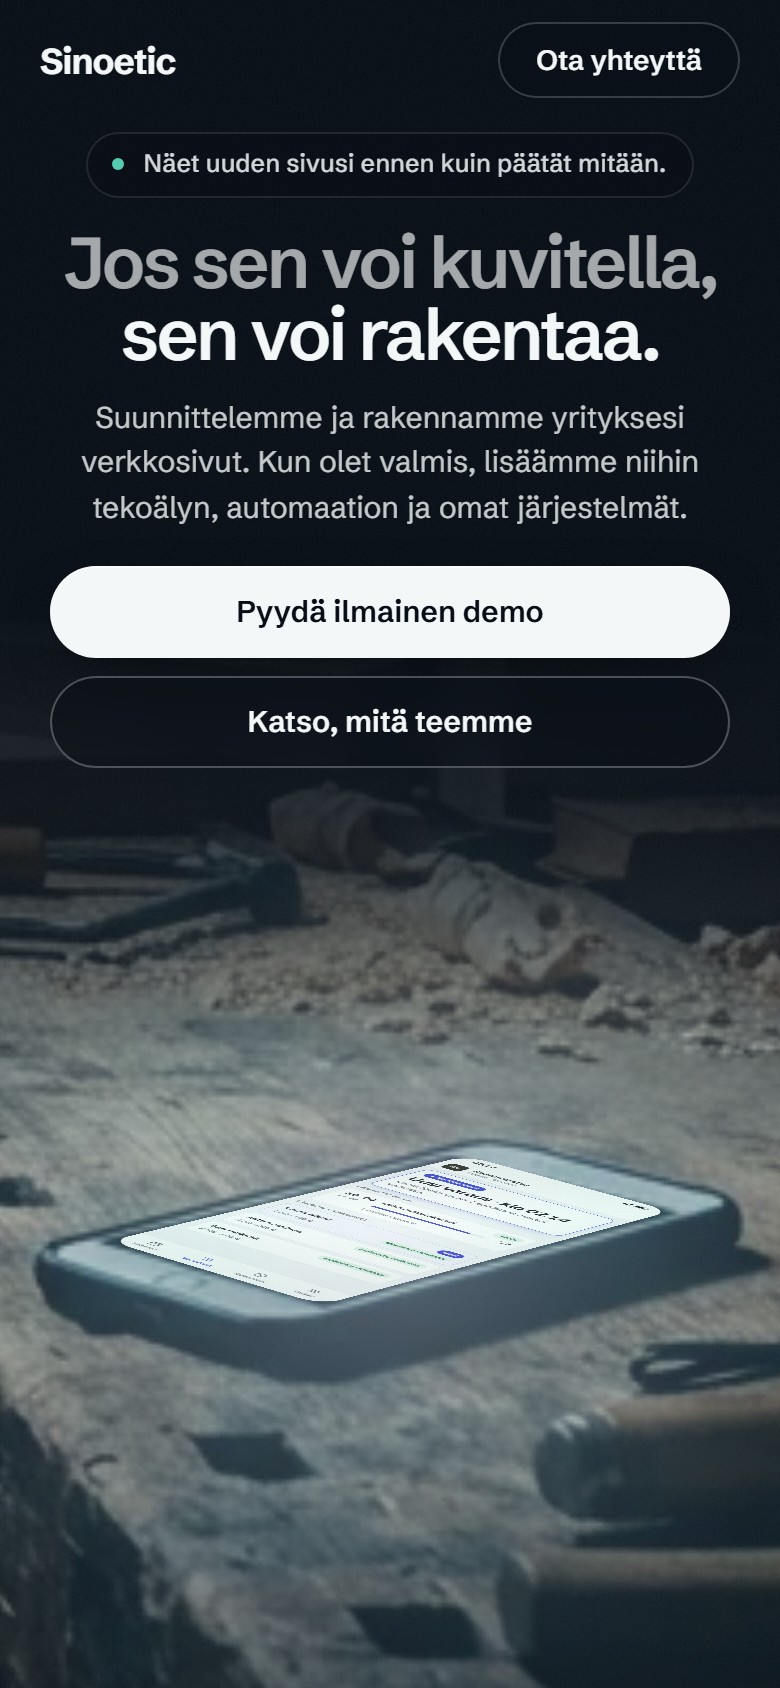 Sinoetic
Ota yhteyttä
Näet uuden sivusi ennen kuin päätät mitään.
Jos sen voi kuvitella,
sen voi rakentaa.
Suunnittelemme ja rakennamme yrityksesi
verkkosivut. Kun olet valmis, lisäämme niihin
tekoälyn, automaation ja omat järjestelmät.
Pyydä ilmainen demo
Katso, mitä teemme